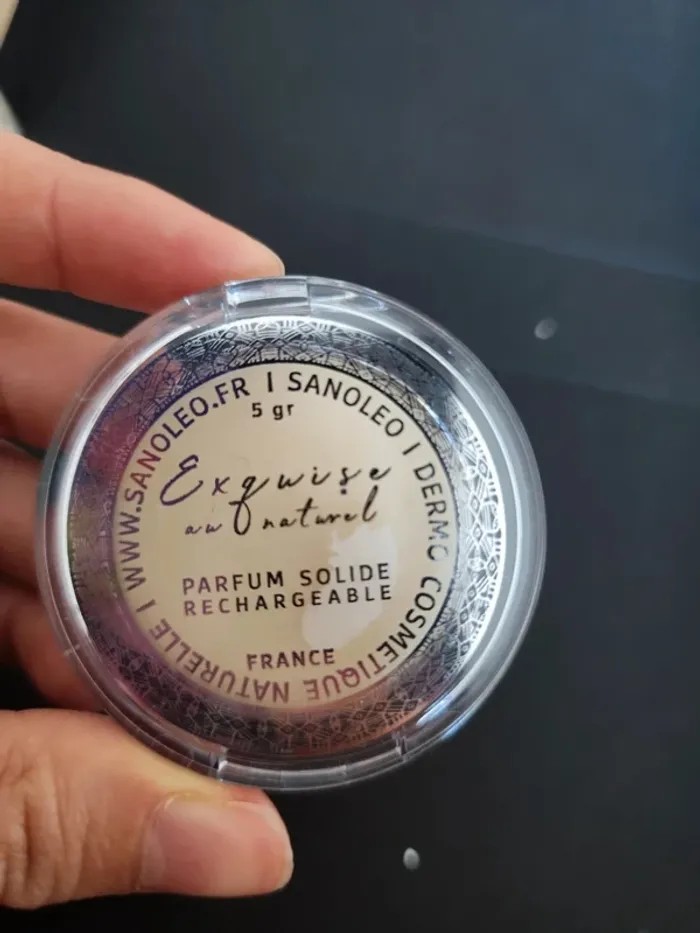 WWW.SANOLEO.FR | SANOLEO | DERMO COSMETIQUE NATURELLE |
5 gr
Exquise
au naturel
PARFUM SOLIDE
RECHARGEABLE
FRANCE